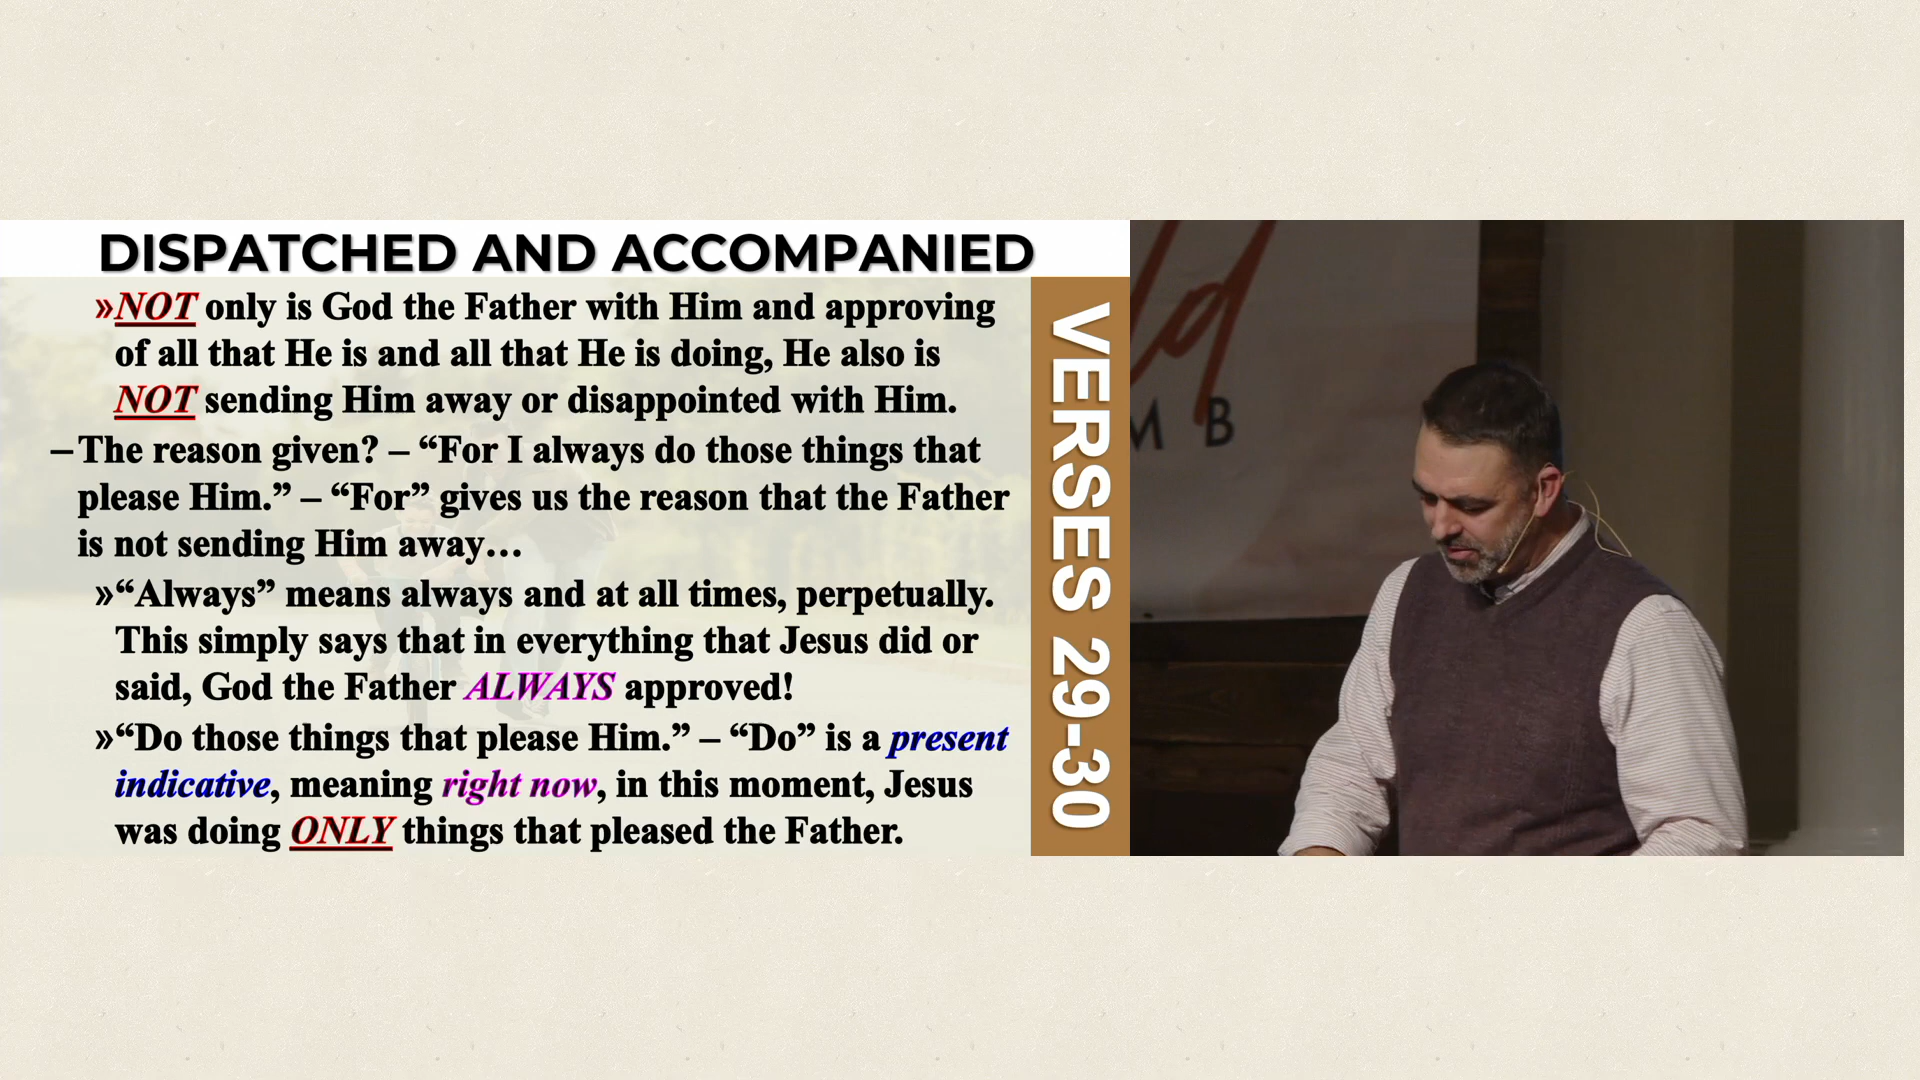 DISPATCHED AND ACCOMPANIED
»NOT only is God the Father with Him and approving
of all that He is and all that He is doing, He also is
NOT sending Him away or disappointed with Him.
–The reason given? – “For I always do those things that
please Him.” – “For” gives us the reason that the Father
is not sending Him away…
»“Always” means always and at all times, perpetually.
This simply says that in everything that Jesus did or
said, God the Father ALWAYS approved!
»“Do those things that please Him.” – “Do” is a present
indicative, meaning right now, in this moment, Jesus
was doing ONLY things that pleased the Father.
VERSES 29-30
ld
MB